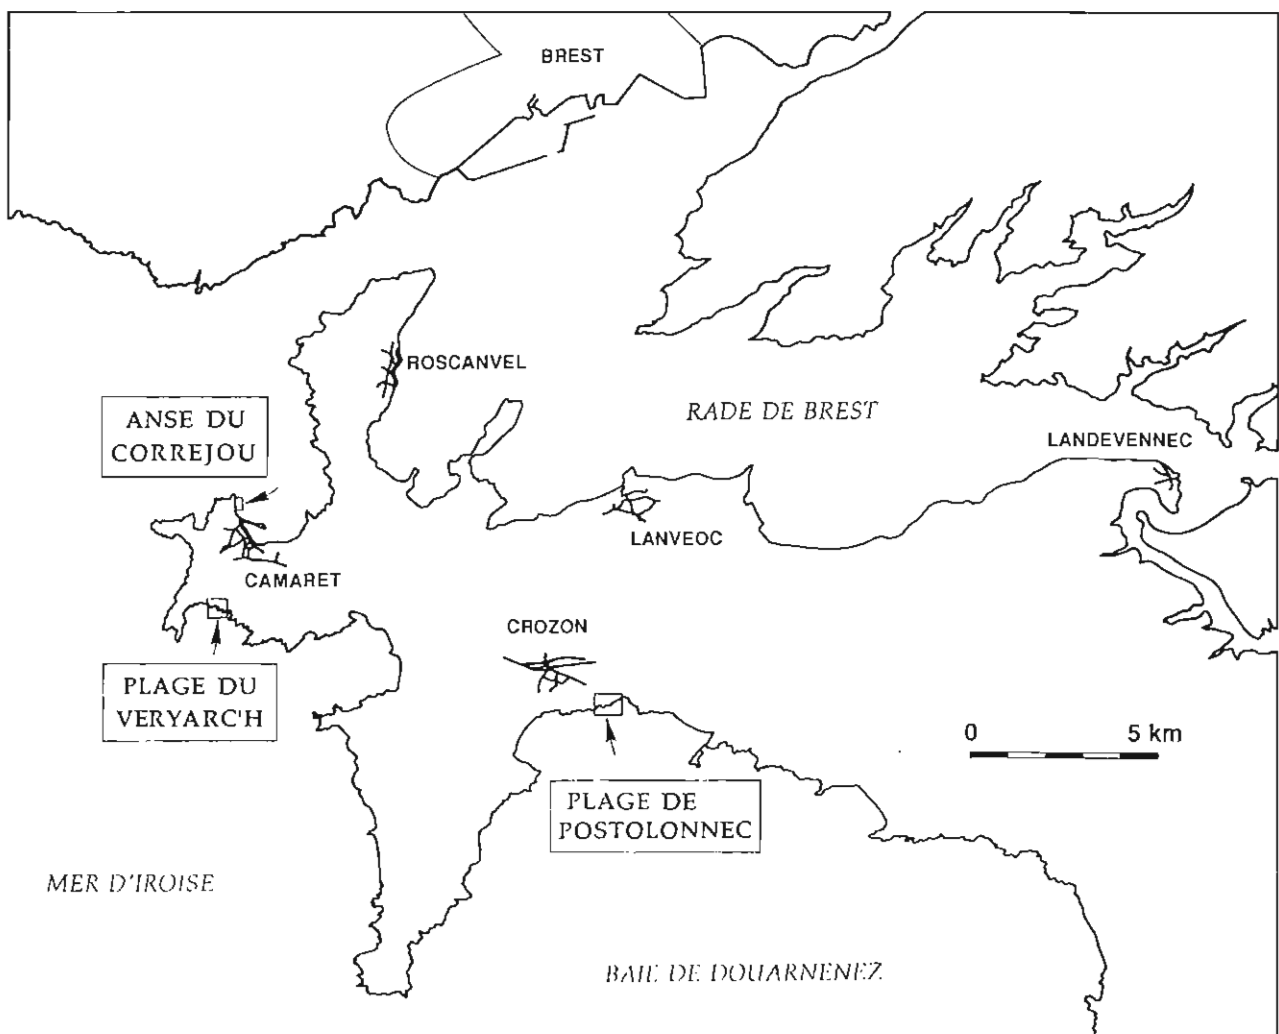 BREST
ROSCANVEL
ANSE DU
CORREJOU
RADE DE BREST
LANDEVENNEC
LANVEOC
CAMARET
CROZON
PLAGE DU
VERYARC'H
0 5 km
PLAGE DE
POSTOLONNEC
MER D'IROISE
BAIE DE DOUARNENEZ